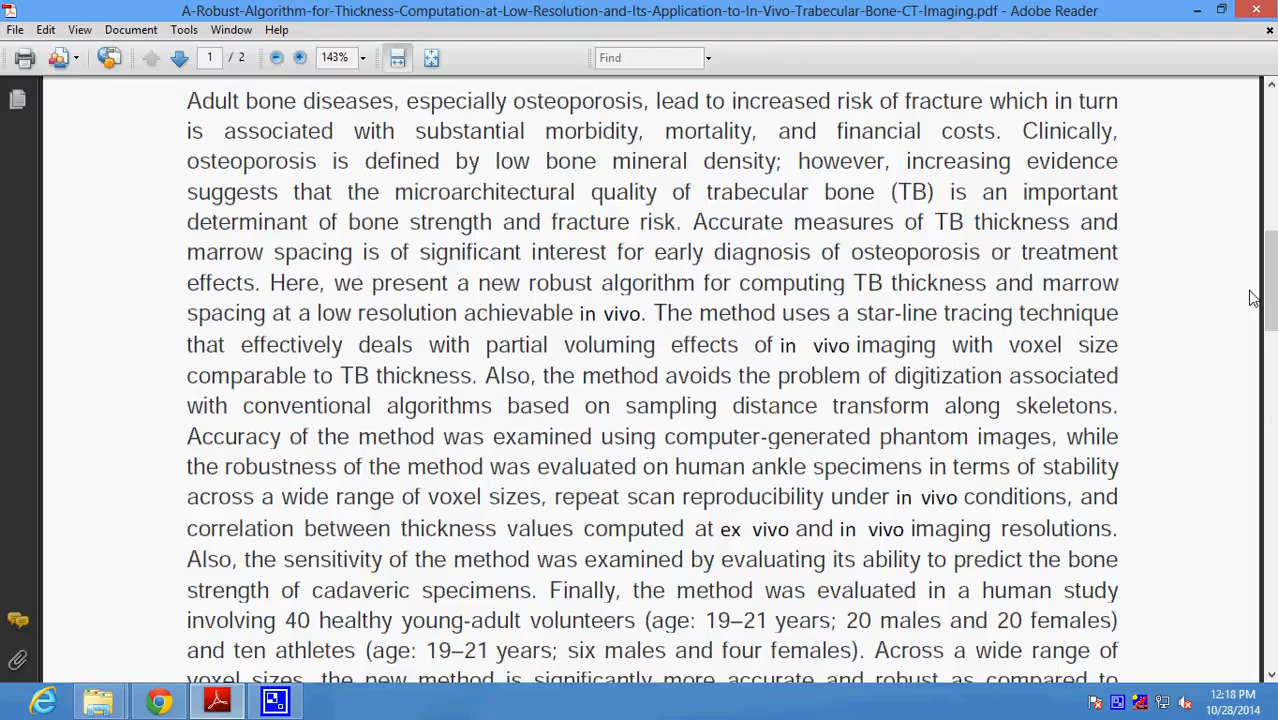 A-Robust-Algorithm-for-Thickness-Computation-at-Low-Resolution-and-Its-Application-to-In-Vivo-Trabecular-Bone-CT-Imaging.pdf - Adobe Reader
File Edit View Document Tools Window Help
1 / 2 143% Find
Adult bone diseases, especially osteoporosis, lead to increased risk of fracture which in turn
is associated with substantial morbidity, mortality, and financial costs. Clinically,
osteoporosis is defined by low bone mineral density; however, increasing evidence
suggests that the microarchitectural quality of trabecular bone (TB) is an important
determinant of bone strength and fracture risk. Accurate measures of TB thickness and
marrow spacing is of significant interest for early diagnosis of osteoporosis or treatment
effects. Here, we present a new robust algorithm for computing TB thickness and marrow
spacing at a low resolution achievable in vivo. The method uses a star-line tracing technique
that effectively deals with partial voluming effects of in vivo imaging with voxel size
comparable to TB thickness. Also, the method avoids the problem of digitization associated
with conventional algorithms based on sampling distance transform along skeletons.
Accuracy of the method was examined using computer-generated phantom images, while
the robustness of the method was evaluated on human ankle specimens in terms of stability
across a wide range of voxel sizes, repeat scan reproducibility under in vivo conditions, and
correlation between thickness values computed at ex vivo and in vivo imaging resolutions.
Also, the sensitivity of the method was examined by evaluating its ability to predict the bone
strength of cadaveric specimens. Finally, the method was evaluated in a human study
involving 40 healthy young-adult volunteers (age: 19–21 years; 20 males and 20 females)
and ten athletes (age: 19–21 years; six males and four females). Across a wide range of
voxel sizes, the new method is significantly more accurate and robust as compared to
12:18 PM
10/28/2014